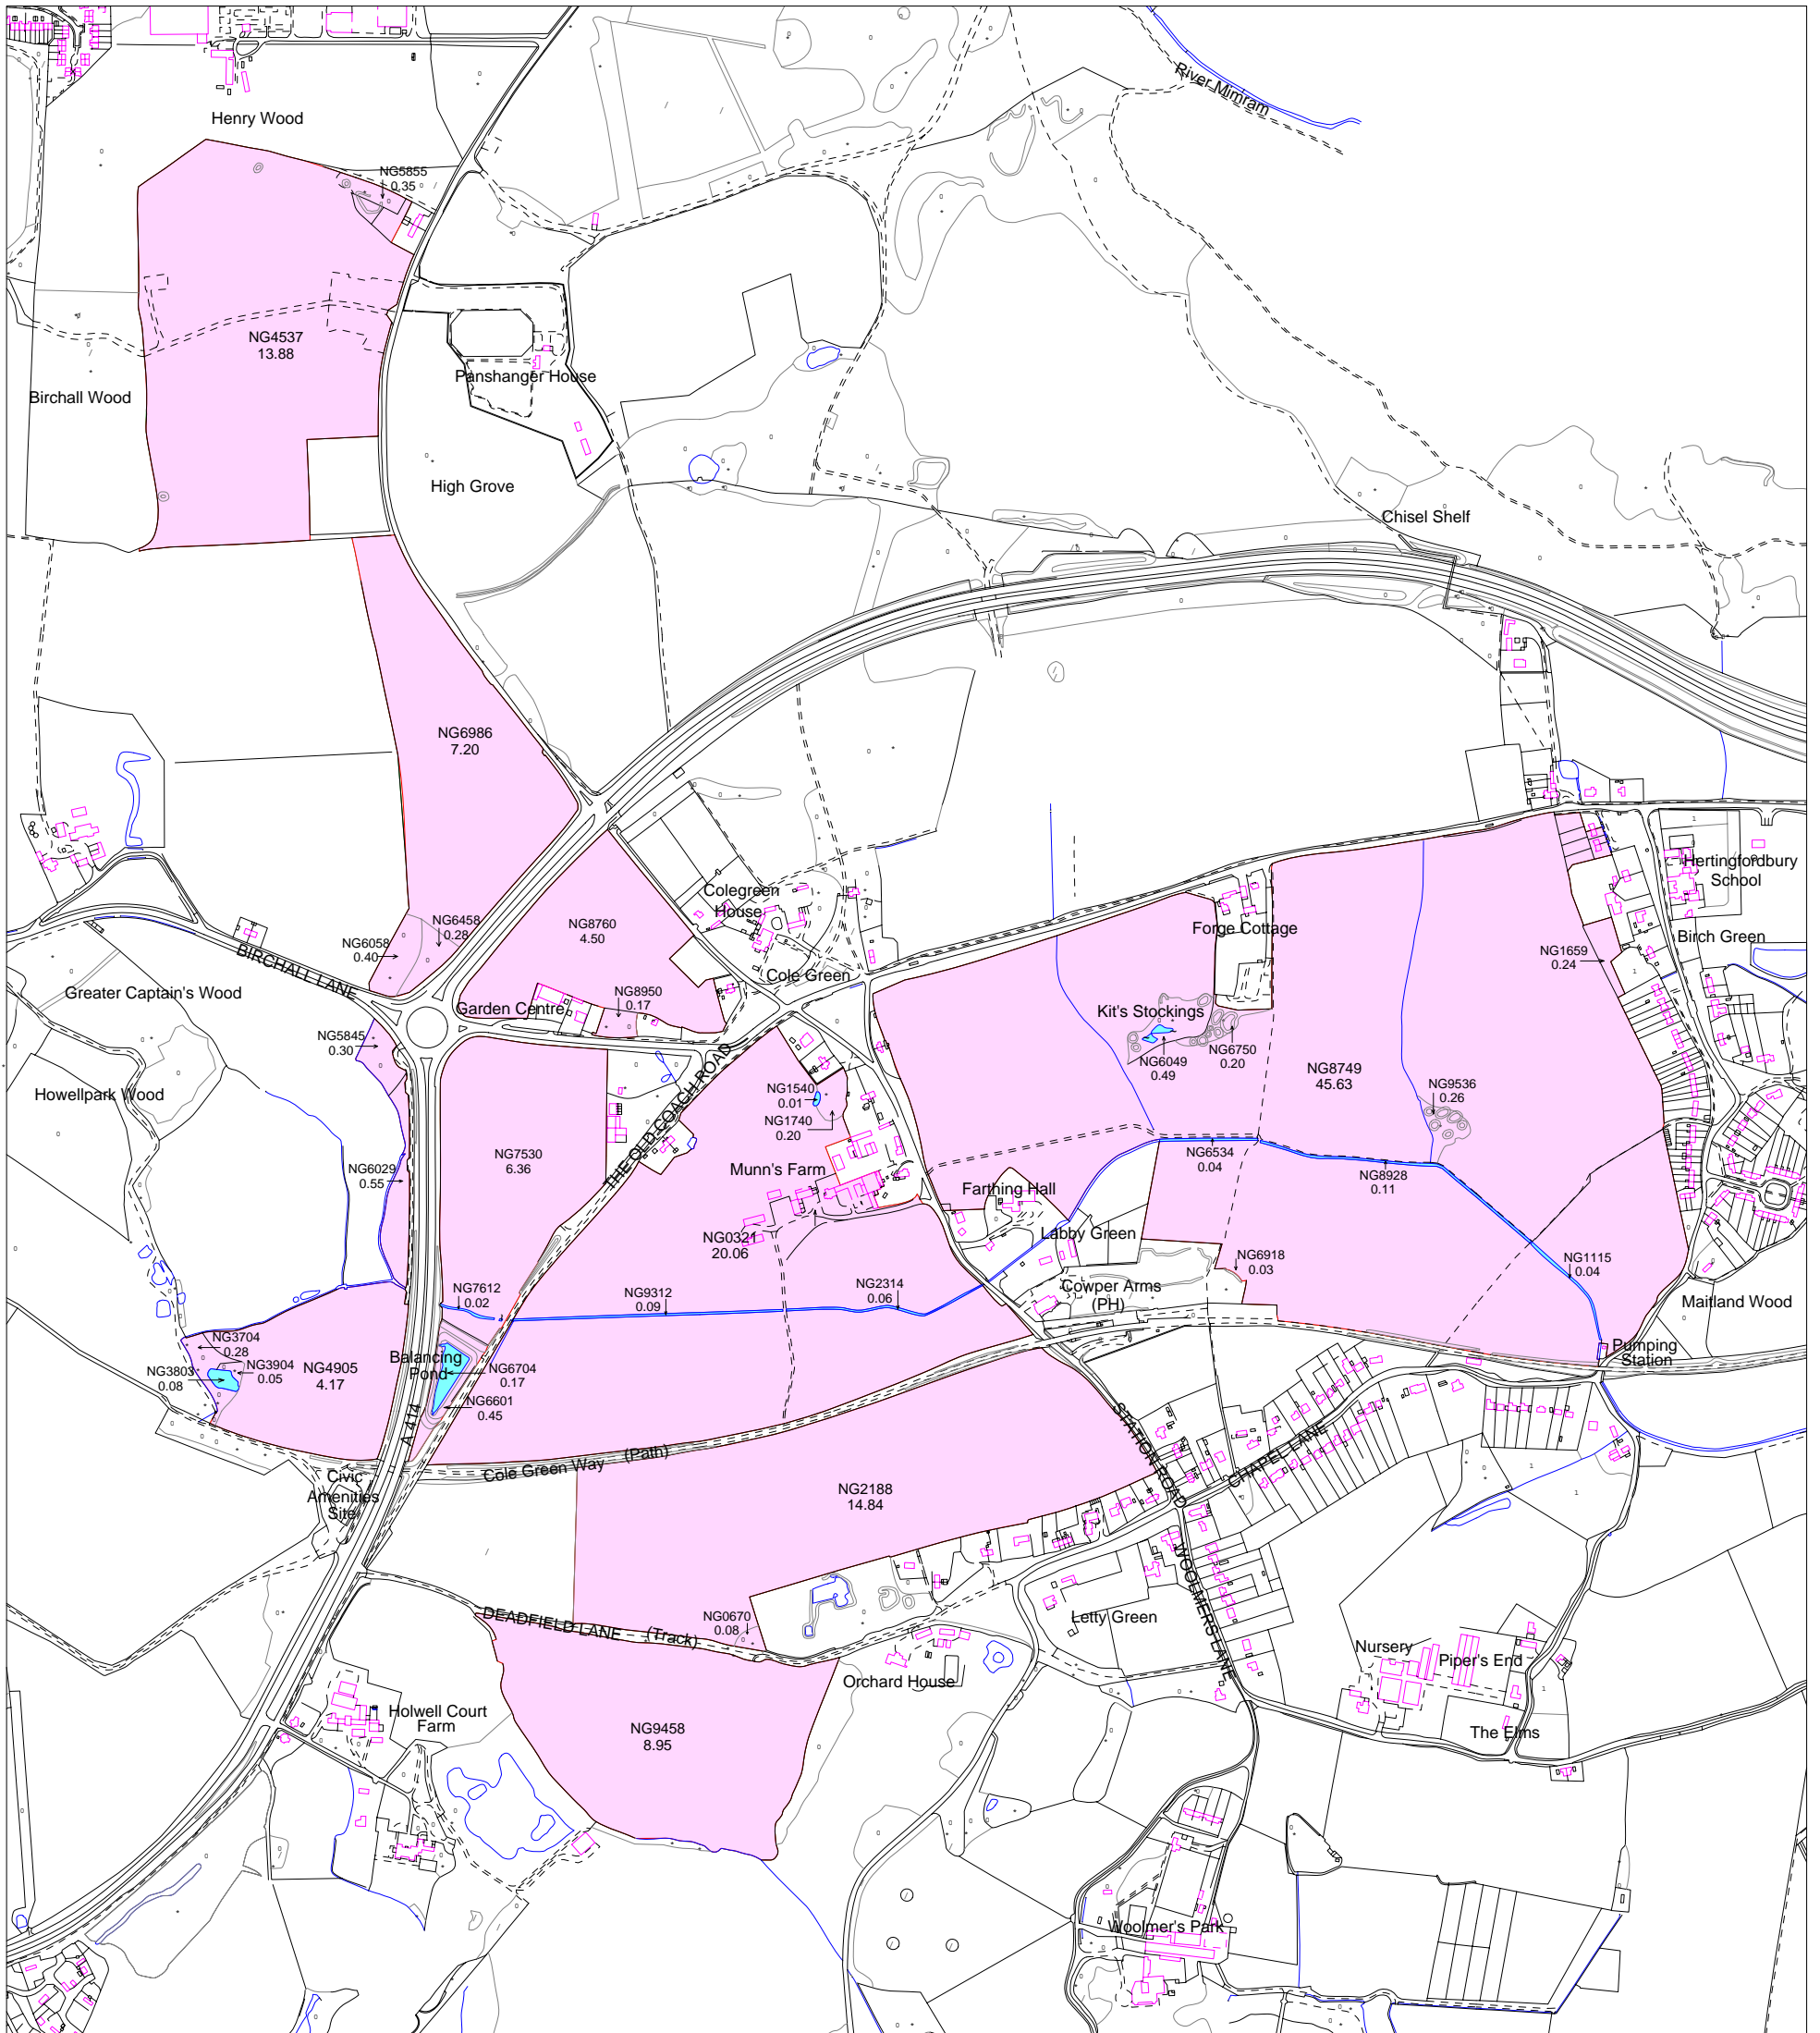 River Mimram
Henry Wood
NG5855
0.35
NG4537
13.88
Panshanger House
Birchall Wood
High Grove
Chisel Shelf
NG6986
7.20
Colegreen
House
Hertingfordbury
School
NG6458
0.28
NG8760
4.50
Forge Cottage
Birch Green
NG6058
0.40
BIRCHALL LANE
NG1659
0.24
Greater Captain's Wood
Cole Green
NG8950
0.17
Garden Centre
Kit's Stockings
NG5845
0.30
NG6049
0.49
NG6750
0.20
NG8749
45.63
NG9536
0.26
Howellpark Wood
NG1540
0.01
NG1740
0.20
THE OLD COACH ROAD
NG7530
6.36
NG6029
0.55
Munn's Farm
NG6534
0.04
NG8928
0.11
Farthing Hall
Labby Green
NG0321
20.06
NG6918
0.03
NG1115
0.04
Cowper Arms
(PH)
NG7612
0.02
NG9312
0.09
NG2314
0.06
Maitland Wood
NG3704
0.28
NG3904
0.05
NG3803
0.08
NG4905
4.17
Balancing
Pond
NG6704
0.17
NG6601
0.45
Pumping
Station
A 414
STATION ROAD
CHAPEL LANE
Cole Green Way
(Path)
Civic
Amenities
Site
NG2188
14.84
WOOLMERS LANE
DEADFIELD LANE
(Track)
NG0670
0.08
Letty Green
Nursery
Piper's End
Orchard House
Holwell Court
Farm
NG9458
8.95
The Elms
Woolmer's Park